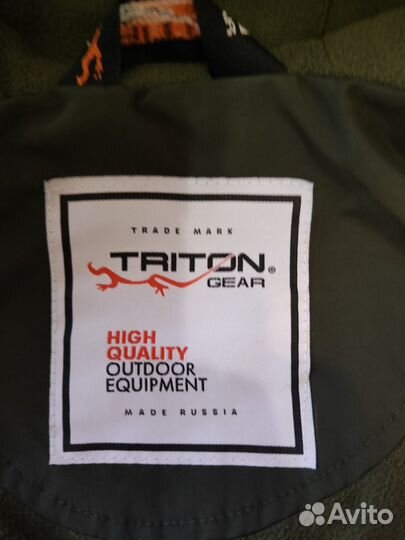 TRADE MARK
TRITON®
GEAR
HIGH
QUALITY
OUTDOOR
EQUIPMENT
MADE RUSSIA
Avito